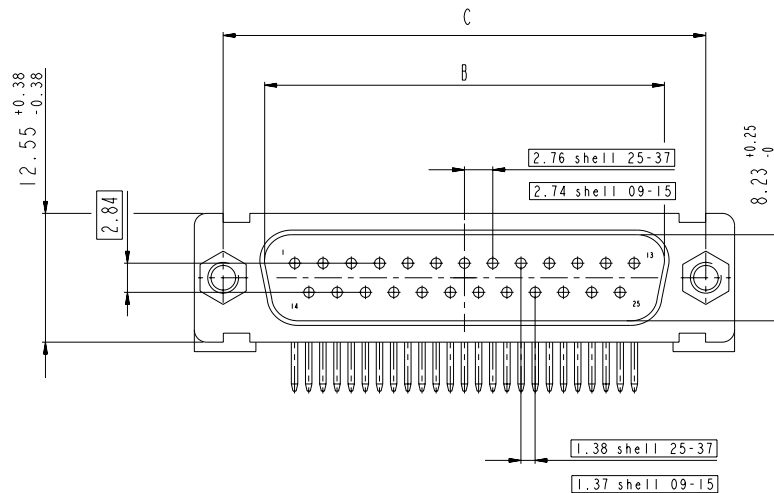 C
B
12.55 +0.38 -0.38
2.76 shell 25-37
2.74 shell 09-15
8.23 +0.25 -0
2.84
1
13
14
25
1.38 shell 25-37
1.37 shell 09-15